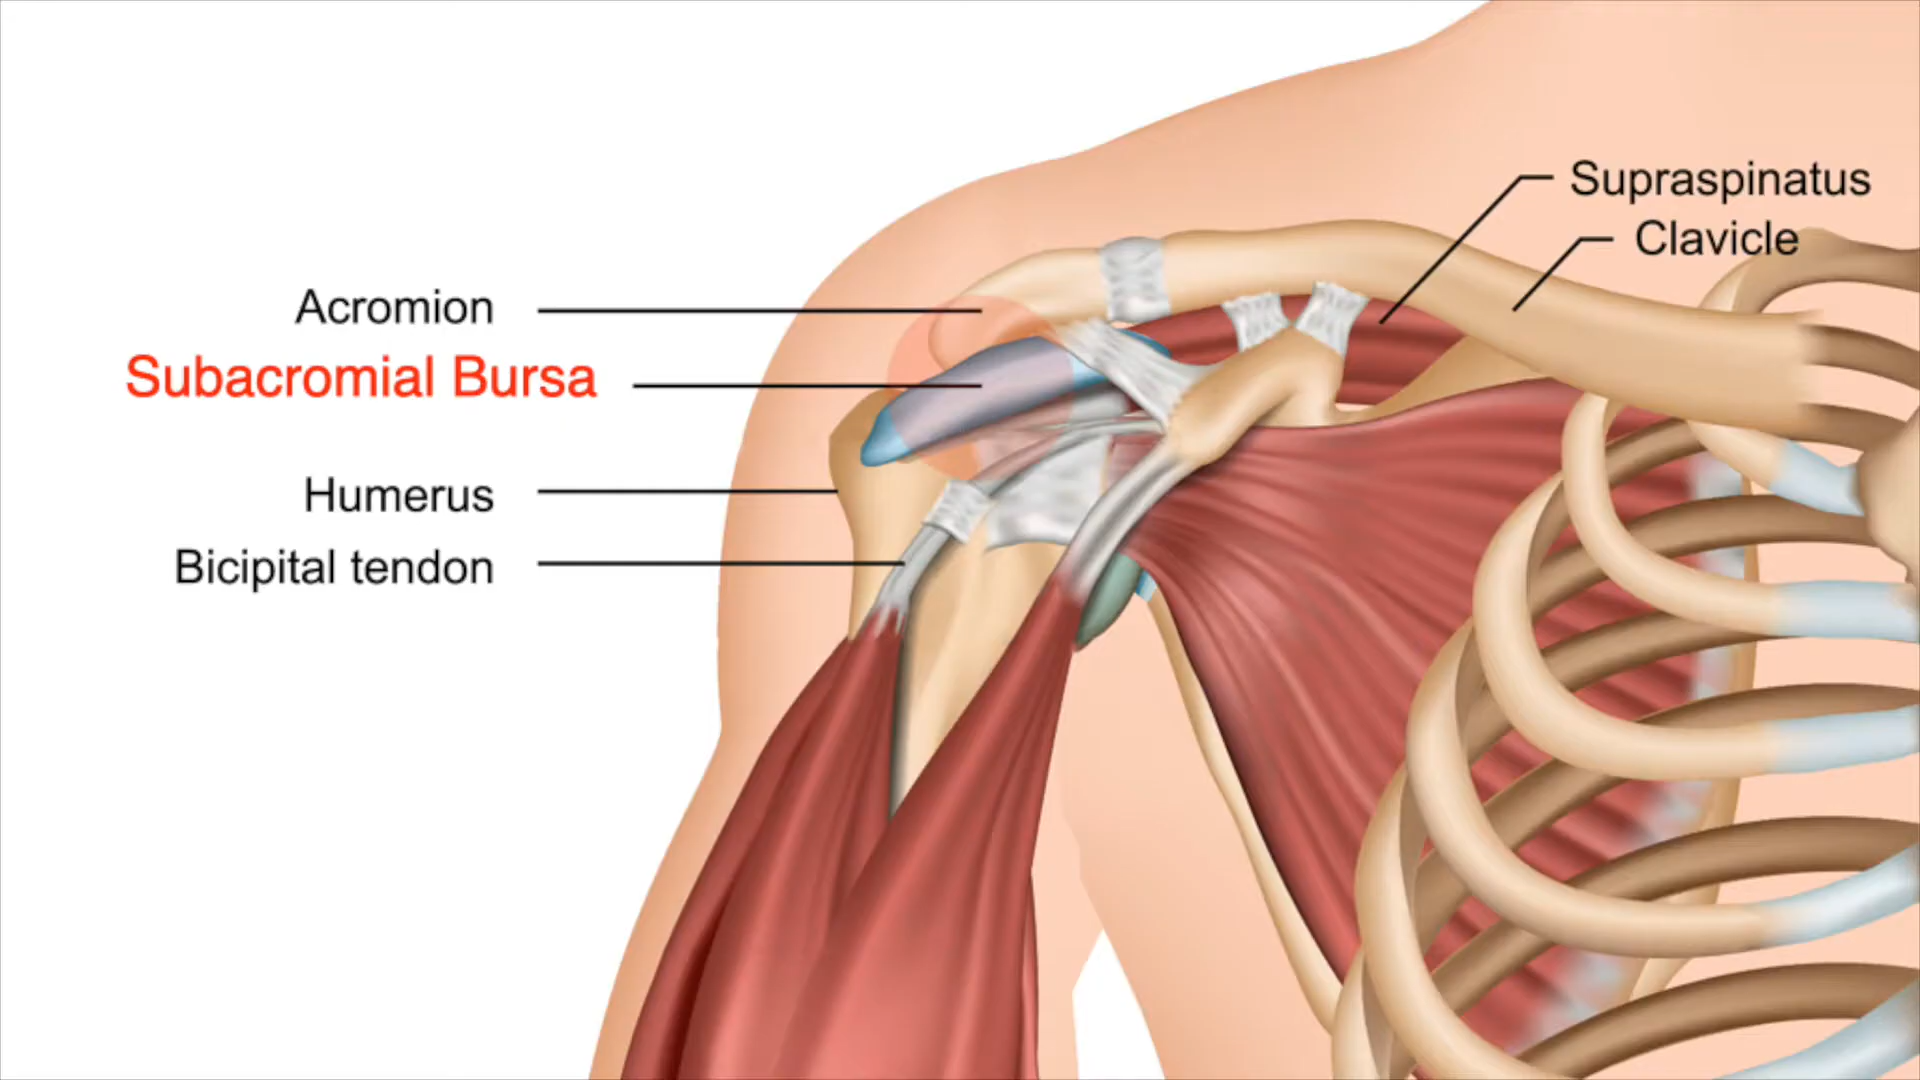 Supraspinatus
Clavicle
Acromion
Subacromial Bursa
Humerus
Bicipital tendon